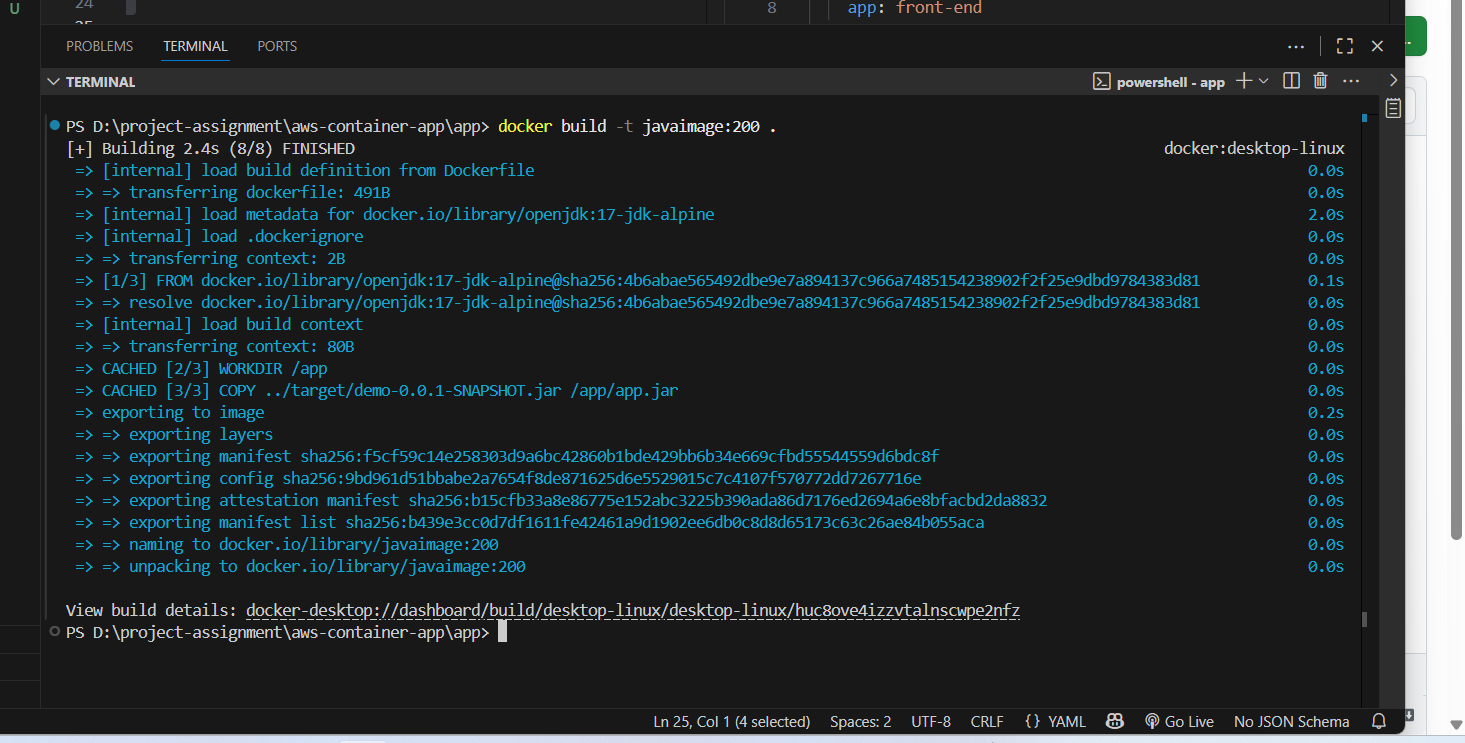 U
24
8
app: front-end
PROBLEMS TERMINAL PORTS
TERMINAL
powershell - app
PS D:\project-assignment\aws-container-app\app> docker build -t javaimage:200 .
[+] Building 2.4s (8/8) FINISHED docker:desktop-linux
=> [internal] load build definition from Dockerfile 0.0s
=> => transferring dockerfile: 491B 0.0s
=> [internal] load metadata for docker.io/library/openjdk:17-jdk-alpine 2.0s
=> [internal] load .dockerignore 0.0s
=> => transferring context: 2B 0.0s
=> [1/3] FROM docker.io/library/openjdk:17-jdk-alpine@sha256:4b6abae565492dbe9e7a894137c966a7485154238902f2f25e9dbd9784383d81 0.1s
=> => resolve docker.io/library/openjdk:17-jdk-alpine@sha256:4b6abae565492dbe9e7a894137c966a7485154238902f2f25e9dbd9784383d81 0.0s
=> [internal] load build context 0.0s
=> => transferring context: 80B 0.0s
=> CACHED [2/3] WORKDIR /app 0.0s
=> CACHED [3/3] COPY ../target/demo-0.0.1-SNAPSHOT.jar /app/app.jar 0.0s
=> exporting to image 0.2s
=> => exporting layers 0.0s
=> => exporting manifest sha256:f5cf59c14e258303d9a6bc42860b1bde429bb6b34e669cfbd55544559d6bdc8f 0.0s
=> => exporting config sha256:9bd961d51bbabe2a7654f8de871625d6e5529015c7c4107f570772dd7267716e 0.0s
=> => exporting attestation manifest sha256:b15cfb33a8e86775e152abc3225b390ada86d7176ed2694a6e8bfacbd2da8832 0.0s
=> => exporting manifest list sha256:b439e3cc0d7df1611fe42461a9d1902ee6db0c8d8d65173c63c26ae84b055aca 0.0s
=> => naming to docker.io/library/javaimage:200 0.0s
=> => unpacking to docker.io/library/javaimage:200 0.0s
View build details: docker-desktop://dashboard/build/desktop-linux/desktop-linux/huc8ove4izzvtalnscwpe2nfz
PS D:\project-assignment\aws-container-app\app>
Ln 25, Col 1 (4 selected) Spaces: 2 UTF-8 CRLF {} YAML Go Live No JSON Schema